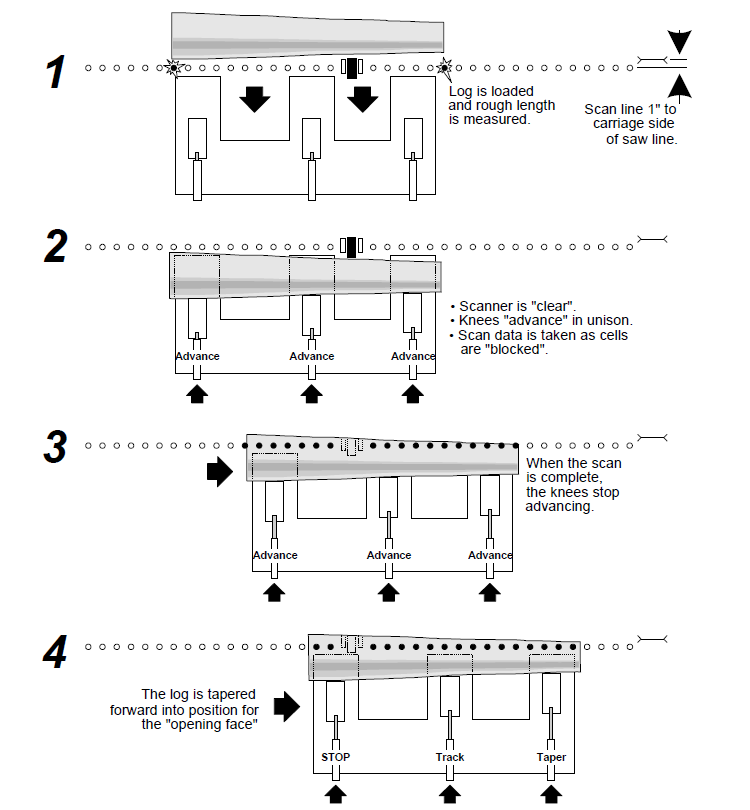 1
Log is loaded
and rough length
is measured.
Scan line 1" to
carriage side
of saw line.
2
• Scanner is "clear".
• Knees "advance" in unison.
• Scan data is taken as cells
are "blocked".
Advance Advance Advance
3
When the scan
is complete,
the knees stop
advancing.
Advance Advance Advance
4
The log is tapered
forward into position for
the "opening face"
STOP Track Taper